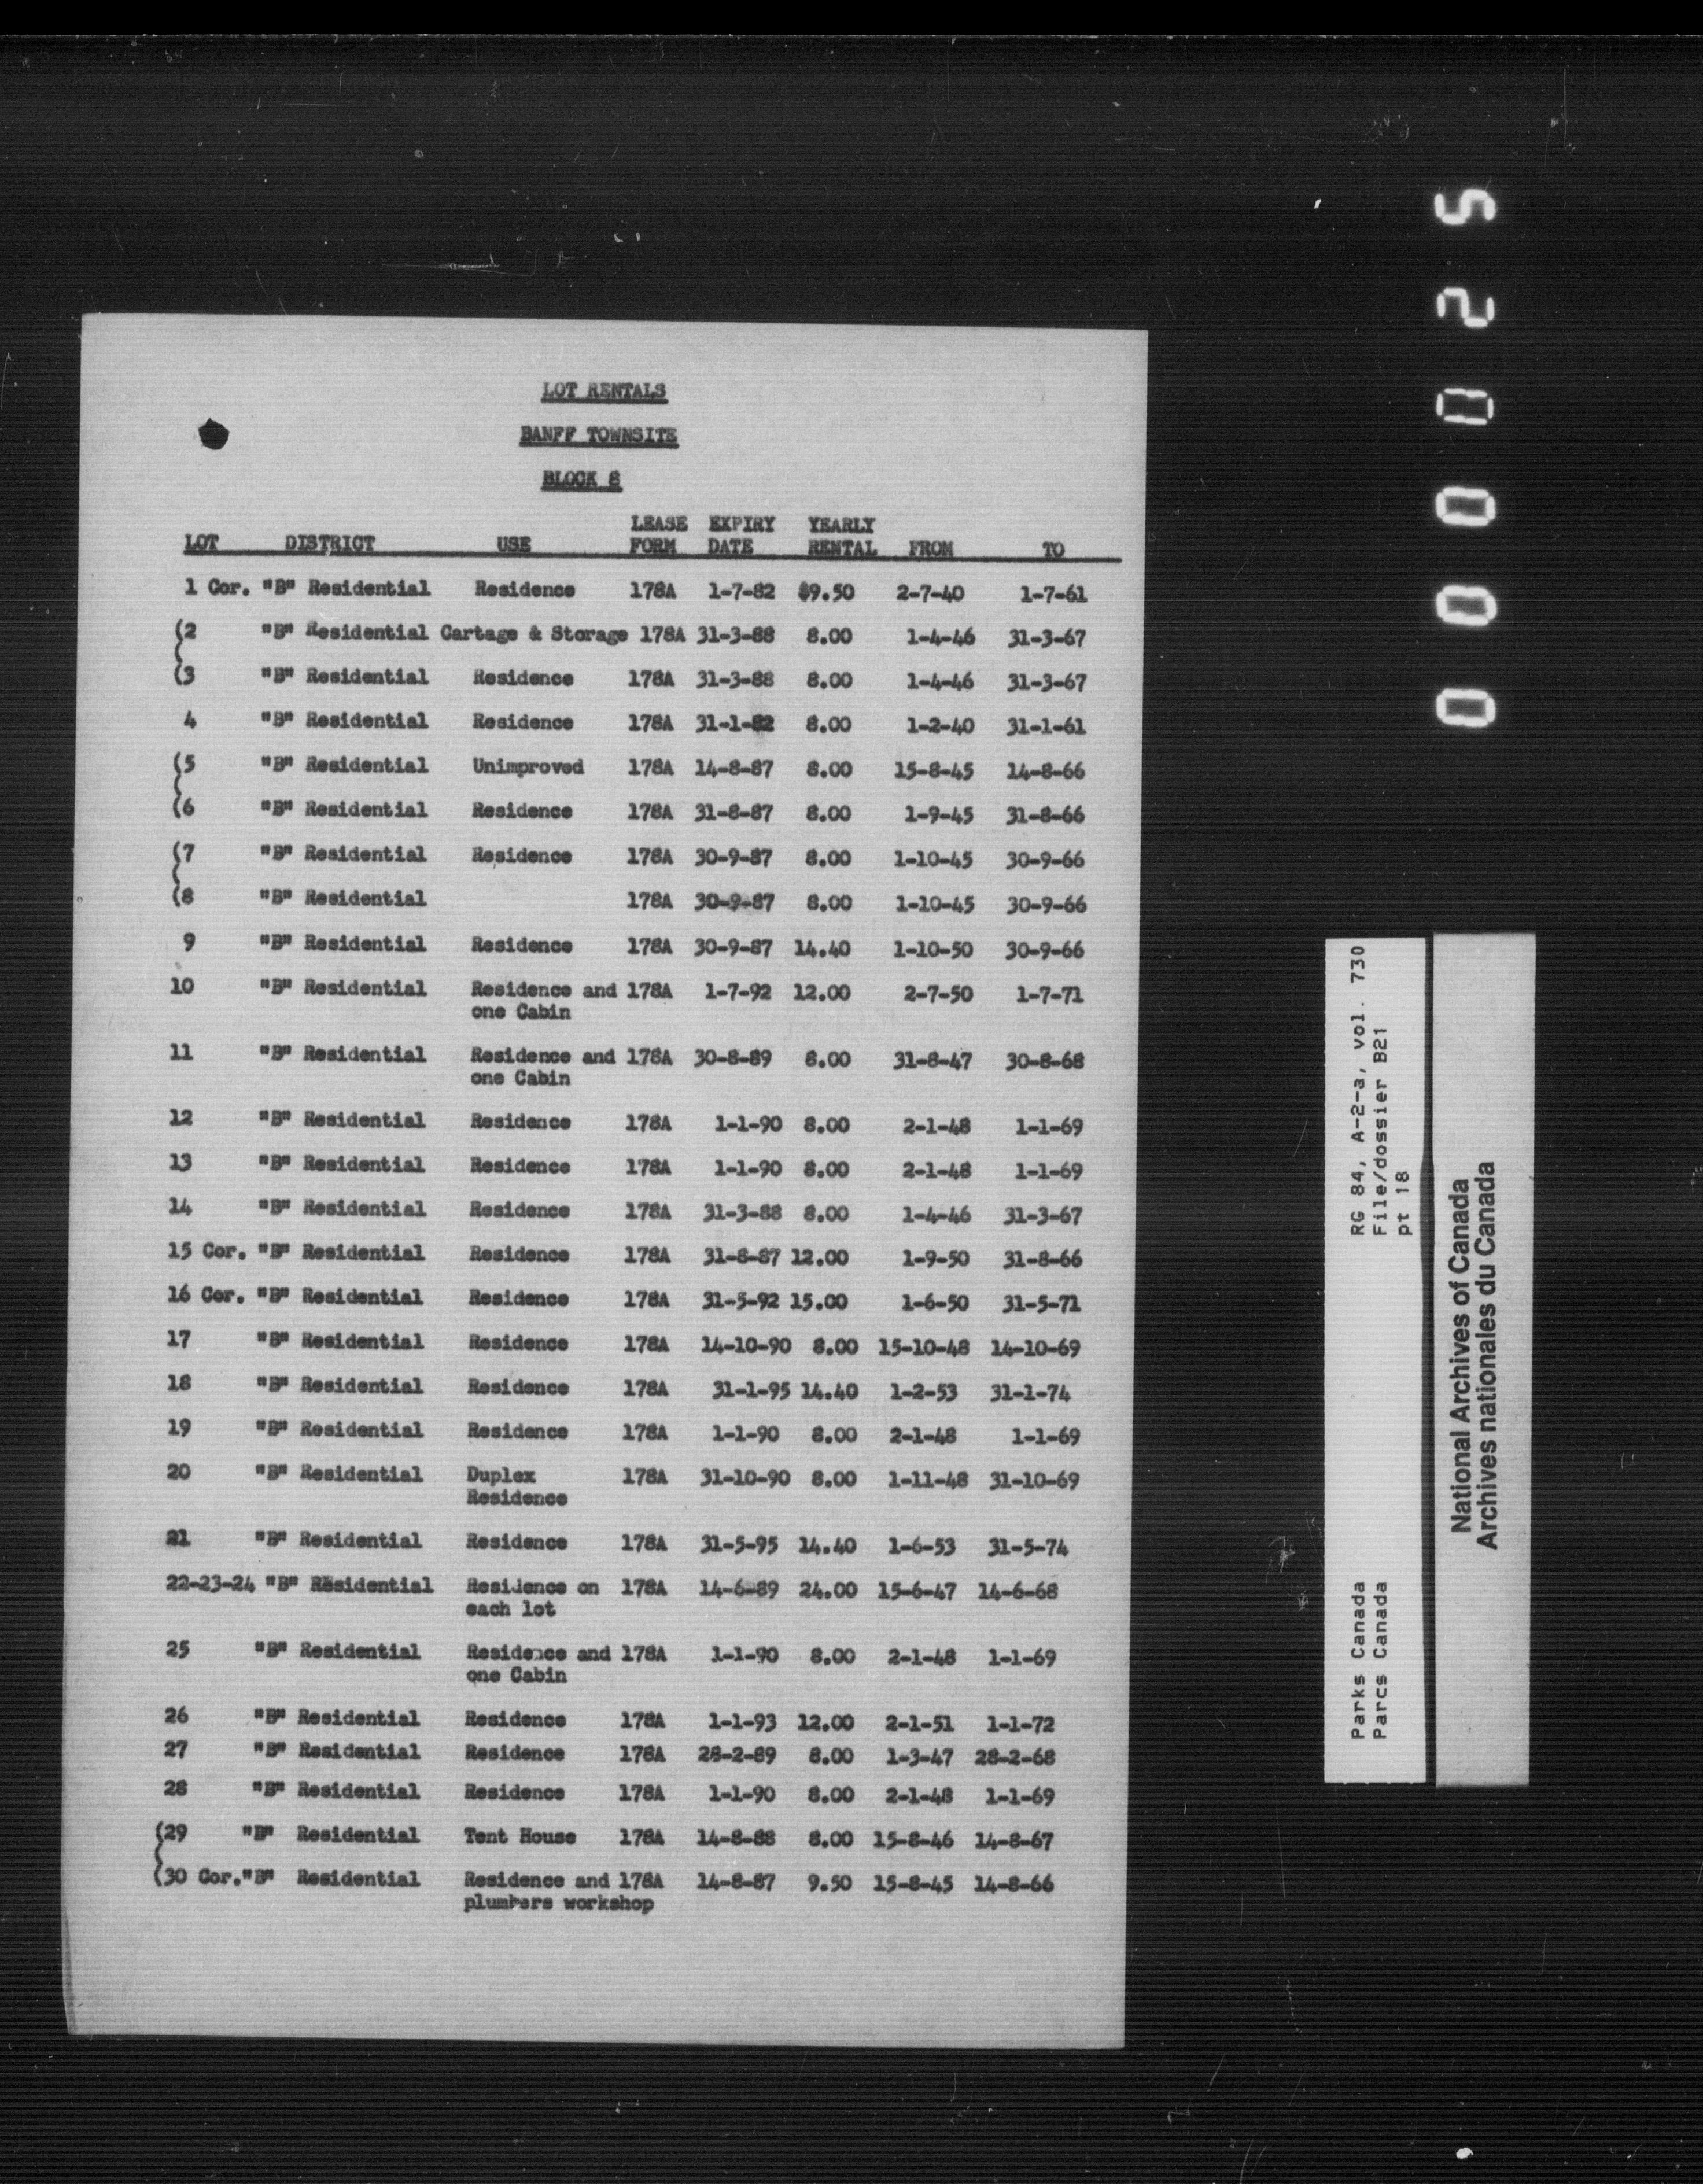 LOT RENTALS
BANFF TOWNSITE
BLOCK 8
LEASE EXPIRY YEARLY
LOT DISTRICT USE FORM DATE RENTAL FROM TO
1 Cor. "B" Residential Residence 178A 1-7-82 $9.50 2-7-40 1-7-61
(2 "B" Residential Cartage & Storage 178A 31-3-88 8.00 1-4-46 31-3-67
(
(3 "B" Residential Residence 178A 31-3-88 8.00 1-4-46 31-3-67
4 "B" Residential Residence 178A 31-1-82 8.00 1-2-40 31-1-61
(5 "B" Residential Unimproved 178A 14-8-87 8.00 15-8-45 14-8-66
(
(6 "B" Residential Residence 178A 31-8-87 8.00 1-9-45 31-8-66
(7 "B" Residential Residence 178A 30-9-87 8.00 1-10-45 30-9-66
(
(8 "B" Residential 178A 30-9-87 8.00 1-10-45 30-9-66
9 "B" Residential Residence 178A 30-9-87 14.40 1-10-50 30-9-66
10 "B" Residential Residence and 178A 1-7-92 12.00 2-7-50 1-7-71
one Cabin
11 "B" Residential Residence and 178A 30-8-89 8.00 31-8-47 30-8-68
one Cabin
12 "B" Residential Residence 178A 1-1-90 8.00 2-1-48 1-1-69
13 "B" Residential Residence 178A 1-1-90 8.00 2-1-48 1-1-69
14 "B" Residential Residence 178A 31-3-88 8.00 1-4-46 31-3-67
15 Cor. "B" Residential Residence 178A 31-8-87 12.00 1-9-50 31-8-66
16 Cor. "B" Residential Residence 178A 31-5-92 15.00 1-6-50 31-5-71
17 "B" Residential Residence 178A 14-10-90 8.00 15-10-48 14-10-69
18 "B" Residential Residence 178A 31-1-95 14.40 1-2-53 31-1-74
19 "B" Residential Residence 178A 1-1-90 8.00 2-1-48 1-1-69
20 "B" Residential Duplex 178A 31-10-90 8.00 1-11-48 31-10-69
Residence
21 "B" Residential Residence 178A 31-5-95 14.40 1-6-53 31-5-74
22-23-24 "B" Residential Residence on 178A 14-6-89 24.00 15-6-47 14-6-68
each lot
25 "B" Residential Residence and 178A 1-1-90 8.00 2-1-48 1-1-69
one Cabin
26 "B" Residential Residence 178A 1-1-93 12.00 2-1-51 1-1-72
27 "B" Residential Residence 178A 28-2-89 8.00 1-3-47 28-2-68
28 "B" Residential Residence 178A 1-1-90 8.00 2-1-48 1-1-69
(29 "B" Residential Tent House 178A 14-8-88 8.00 15-8-46 14-8-67
(
(30 Cor."B" Residential Residence and 178A 14-8-87 9.50 15-8-45 14-8-66
plumbers workshop
000025
Parks Canada RG 84, A-2-a, vol. 730
Parcs Canada File/dossier B21
pt 18
National Archives of Canada
Archives nationales du Canada